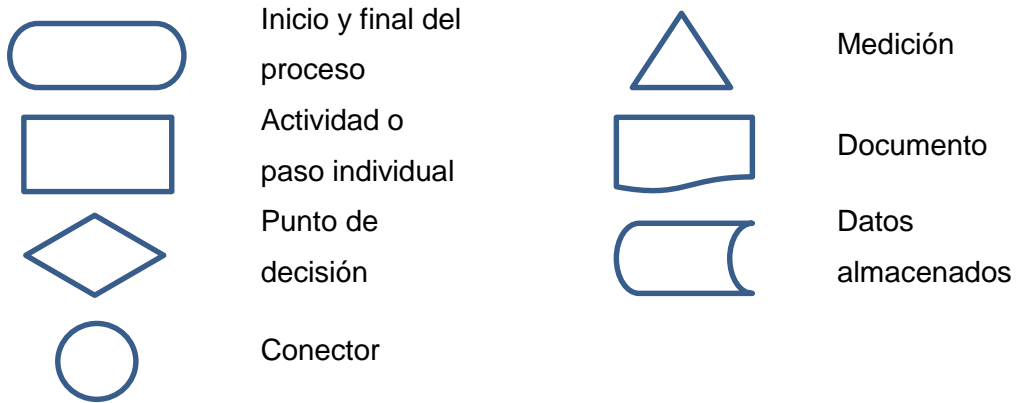 Inicio y final del
proceso
Actividad o
paso individual
Punto de
decisión
Conector
Medición
Documento
Datos
almacenados